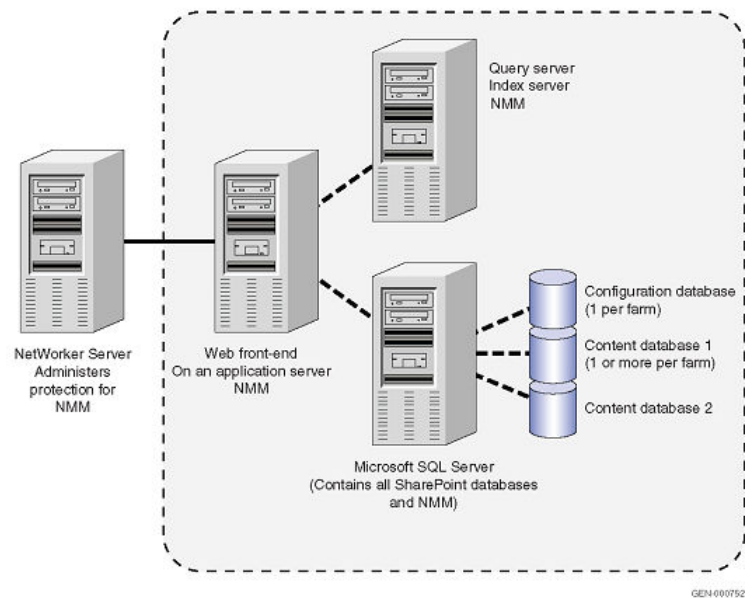 Query server
Index server
NMM
NetWorker Server
Administers
protection for
NMM
Web front-end
On an application server
NMM
Configuration database
(1 per farm)
Content database 1
(1 or more per farm)
Content database 2
Microsoft SQL Server
(Contains all SharePoint databases
and NMM)
GEN-000752